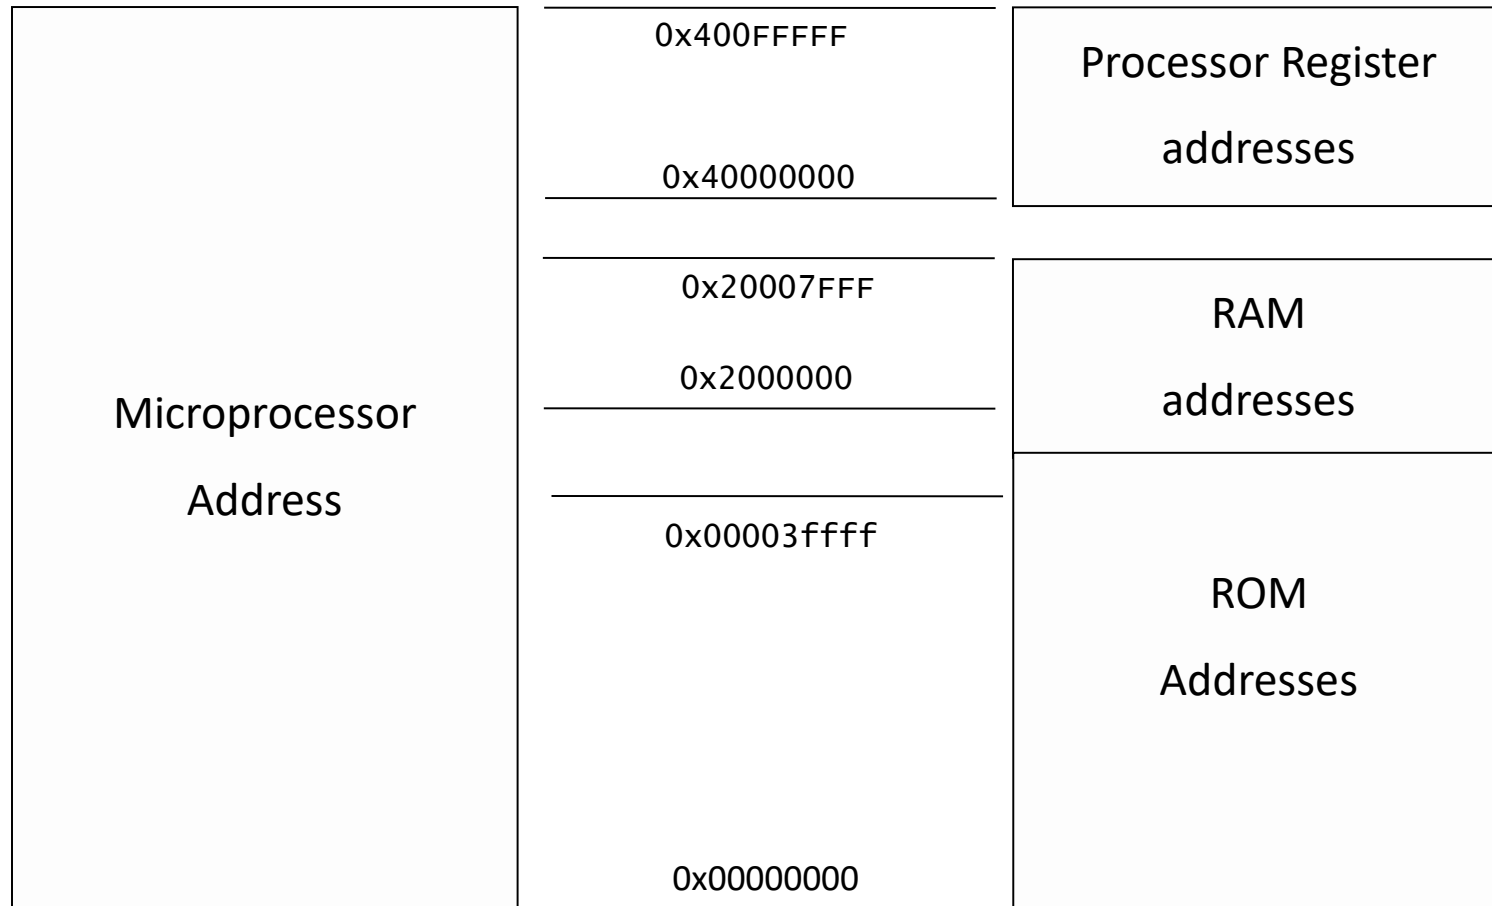 0x400FFFFF
Processor Register
addresses
0x40000000
0x20007FFF
RAM
0x2000000
addresses
Microprocessor
Address
0x00003ffff
ROM
Addresses
0x00000000